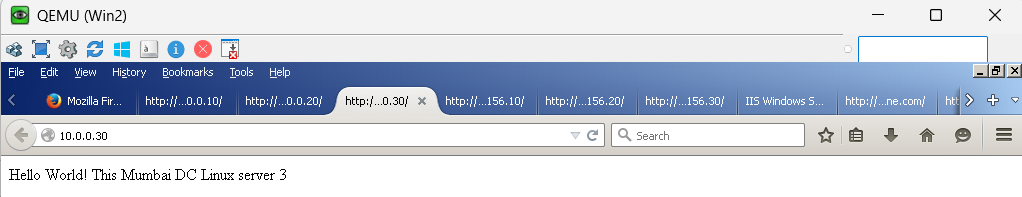 QEMU (Win2)
File Edit View History Bookmarks Tools Help
Mozilla Fir... http://...0.0.10/ http://...0.0.20/ http:/...0.30/ http://...156.10/ http://...156.20/ http://...156.30/ IIS Windows S... http://...ne.com/ htt
10.0.0.30 Search
Hello World! This Mumbai DC Linux server 3